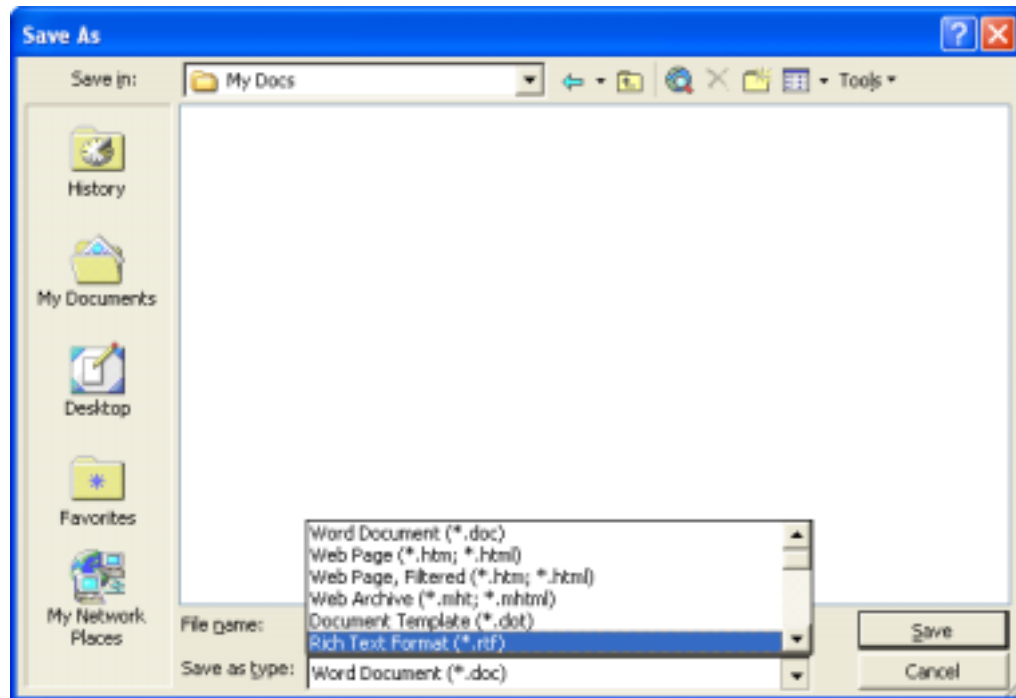 Save As
Save in:
My Docs
Tools
History
My Documents
Desktop
Favorites
My Network
Places
Word Document (*.doc)
Web Page (*.htm; *.html)
Web Page, Filtered (*.htm; *.html)
Web Archive (*.mht; *.mhtml)
Document Template (*.dot)
Rich Text Format (*.rtf)
File name:
Save
Save as type:
Word Document (*.doc)
Cancel